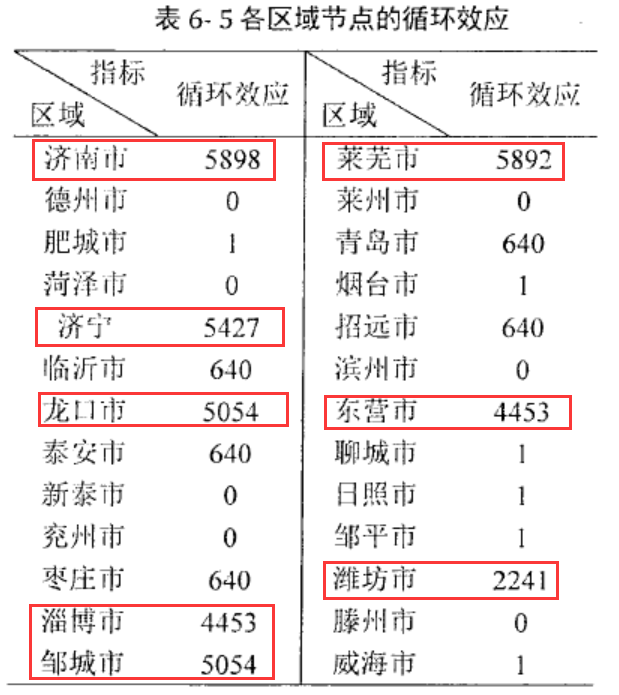 表 6- 5 各区域节点的循环效应
指标 循环效应 指标 循环效应
区域 区域
济南市 5898 莱芜市 5892
德州市 0 莱州市 0
肥城市 1 青岛市 640
菏泽市 0 烟台市 1
济宁 5427 招远市 640
临沂市 640 滨州市 0
龙口市 5054 东营市 4453
泰安市 640 聊城市 1
新泰市 0 日照市 1
兖州市 0 邹平市 1
枣庄市 640 潍坊市 2241
淄博市 4453 滕州市 0
邹城市 5054 威海市 1